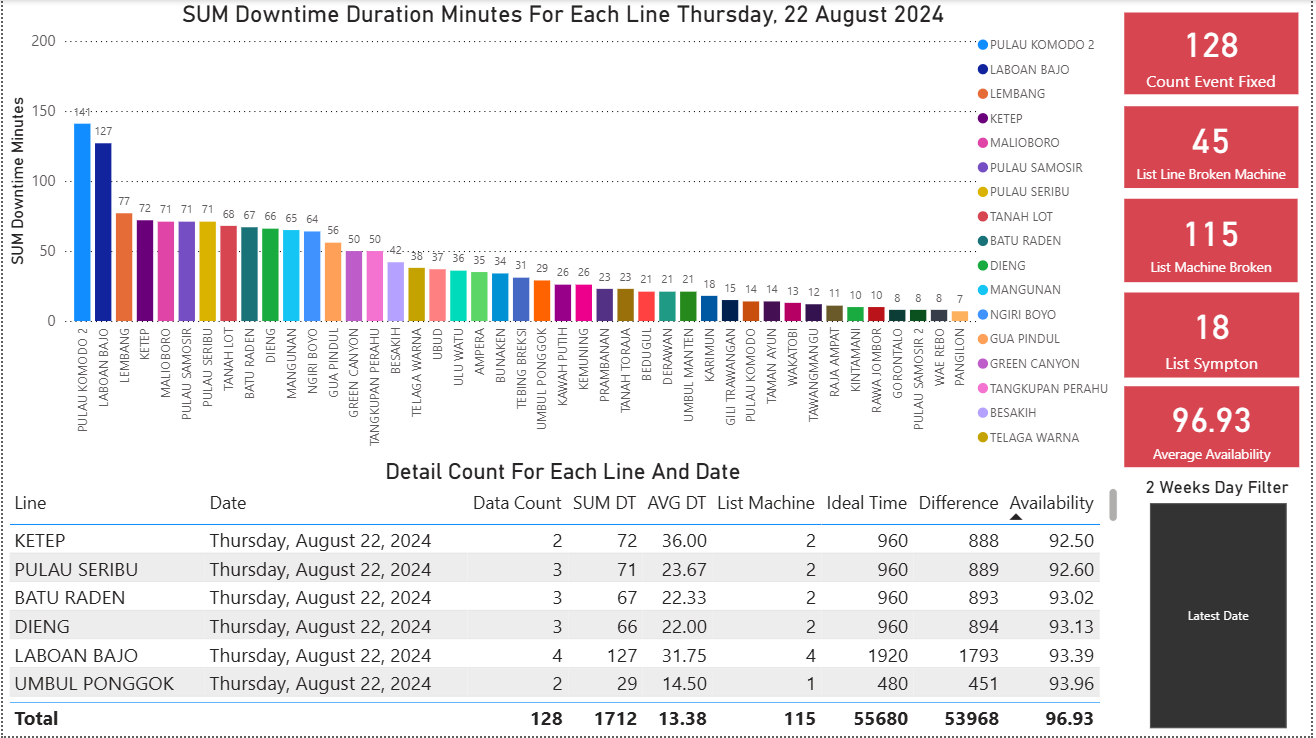 SUM Downtime Duration Minutes For Each Line Thursday, 22 August 2024
SUM Downtime Minutes
200
150
100
50
0
141
127
77
72
71
71
71
68
67
66
65
64
56
50
50
42
38
37
36
35
34
31
29
26
26
23
23
21
21
21
18
15
14
14
13
12
11
10
10
8
8
8
7
PULAU KOMODO 2
LABOAN BAJO
LEMBANG
KETEP
MALIOBORO
PULAU SAMOSIR
PULAU SERIBU
TANAH LOT
BATU RADEN
DIENG
MANGUNAN
NGIRI BOYO
GUA PINDUL
GREEN CANYON
TANGKUPAN PERAHU
BESAKIH
TELAGA WARNA
UBUD
ULU WATU
AMPERA
BUNAKEN
TEBING BREKSI
UMBUL PONGGOK
KAWAH PUTIH
KEMUNING
PRAMBANAN
TANAH TORAJA
BEDUGUL
DERAWAN
UMBUL MANTEN
KARIMUN
GILI TRAWANGAN
PULAU KOMODO
TAMAN AYUN
WAKATOBI
TAWANGMANGU
RAJA AMPAT
KINTAMANI
RAWA JOMBOR
GORONTALO
PULAU SAMOSIR 2
WAE REBO
PANGILON
PULAU KOMODO 2
LABOAN BAJO
LEMBANG
KETEP
MALIOBORO
PULAU SAMOSIR
PULAU SERIBU
TANAH LOT
BATU RADEN
DIENG
MANGUNAN
NGIRI BOYO
GUA PINDUL
GREEN CANYON
TANGKUPAN PERAHU
BESAKIH
TELAGA WARNA
128
Count Event Fixed
45
List Line Broken Machine
115
List Machine Broken
18
List Sympton
96.93
Average Availability
2 Weeks Day Filter
Latest Date
Detail Count For Each Line And Date
Line Date Data Count SUM DT AVG DT List Machine Ideal Time Difference Availability
KETEP Thursday, August 22, 2024 2 72 36.00 2 960 888 92.50
PULAU SERIBU Thursday, August 22, 2024 3 71 23.67 2 960 889 92.60
BATU RADEN Thursday, August 22, 2024 3 67 22.33 2 960 893 93.02
DIENG Thursday, August 22, 2024 3 66 22.00 2 960 894 93.13
LABOAN BAJO Thursday, August 22, 2024 4 127 31.75 4 1920 1793 93.39
UMBUL PONGGOK Thursday, August 22, 2024 2 29 14.50 1 480 451 93.96
Total 128 1712 13.38 115 55680 53968 96.93